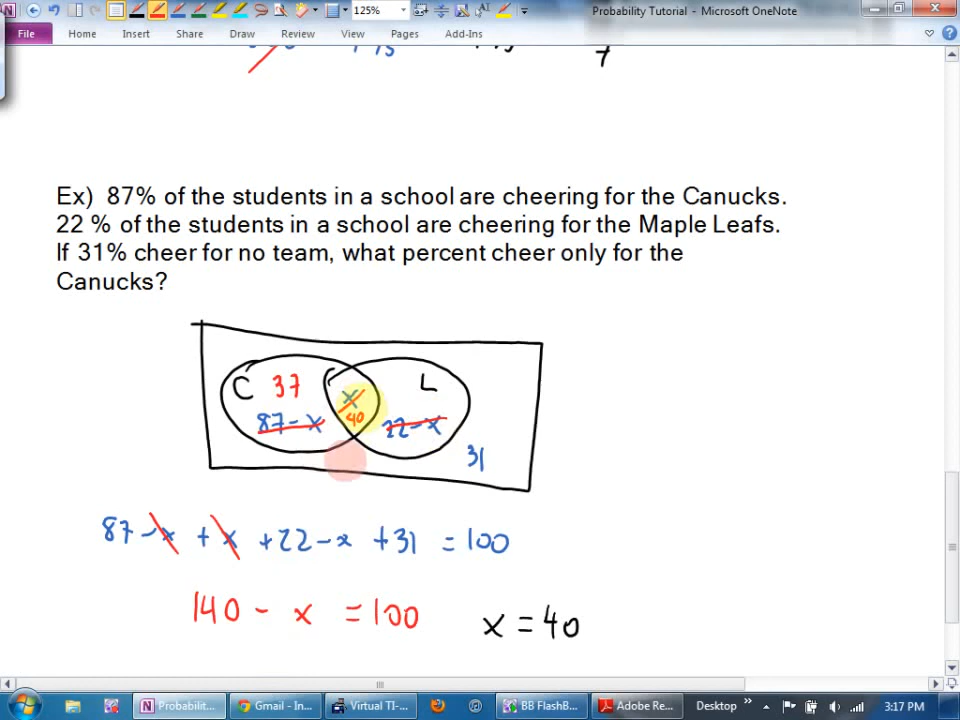 125%
Probability Tutorial - Microsoft OneNote
File Home Insert Share Draw View Pages Add-Ins
7
Ex) 87% of the students in a school are cheering for the Canucks.
22 % of the students in a school are cheering for the Maple Leafs.
If 31% cheer for no team, what percent cheer only for the
Canucks?
C 37 x L
87 - x 40 22 - x
31
87 - x + x + 22 - x + 31 = 100
140 - x = 100 x = 40
Probabilit... Gmail - In... Virtual TI-... BB FlashB... Adobe Re... Desktop 3:17 PM